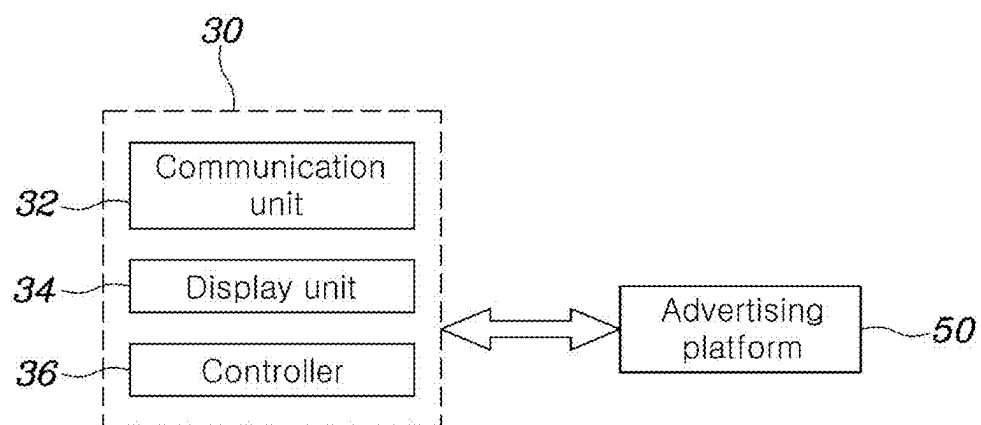 30
Communication
unit
32
Display unit
34
Controller
36
Advertising
platform
50